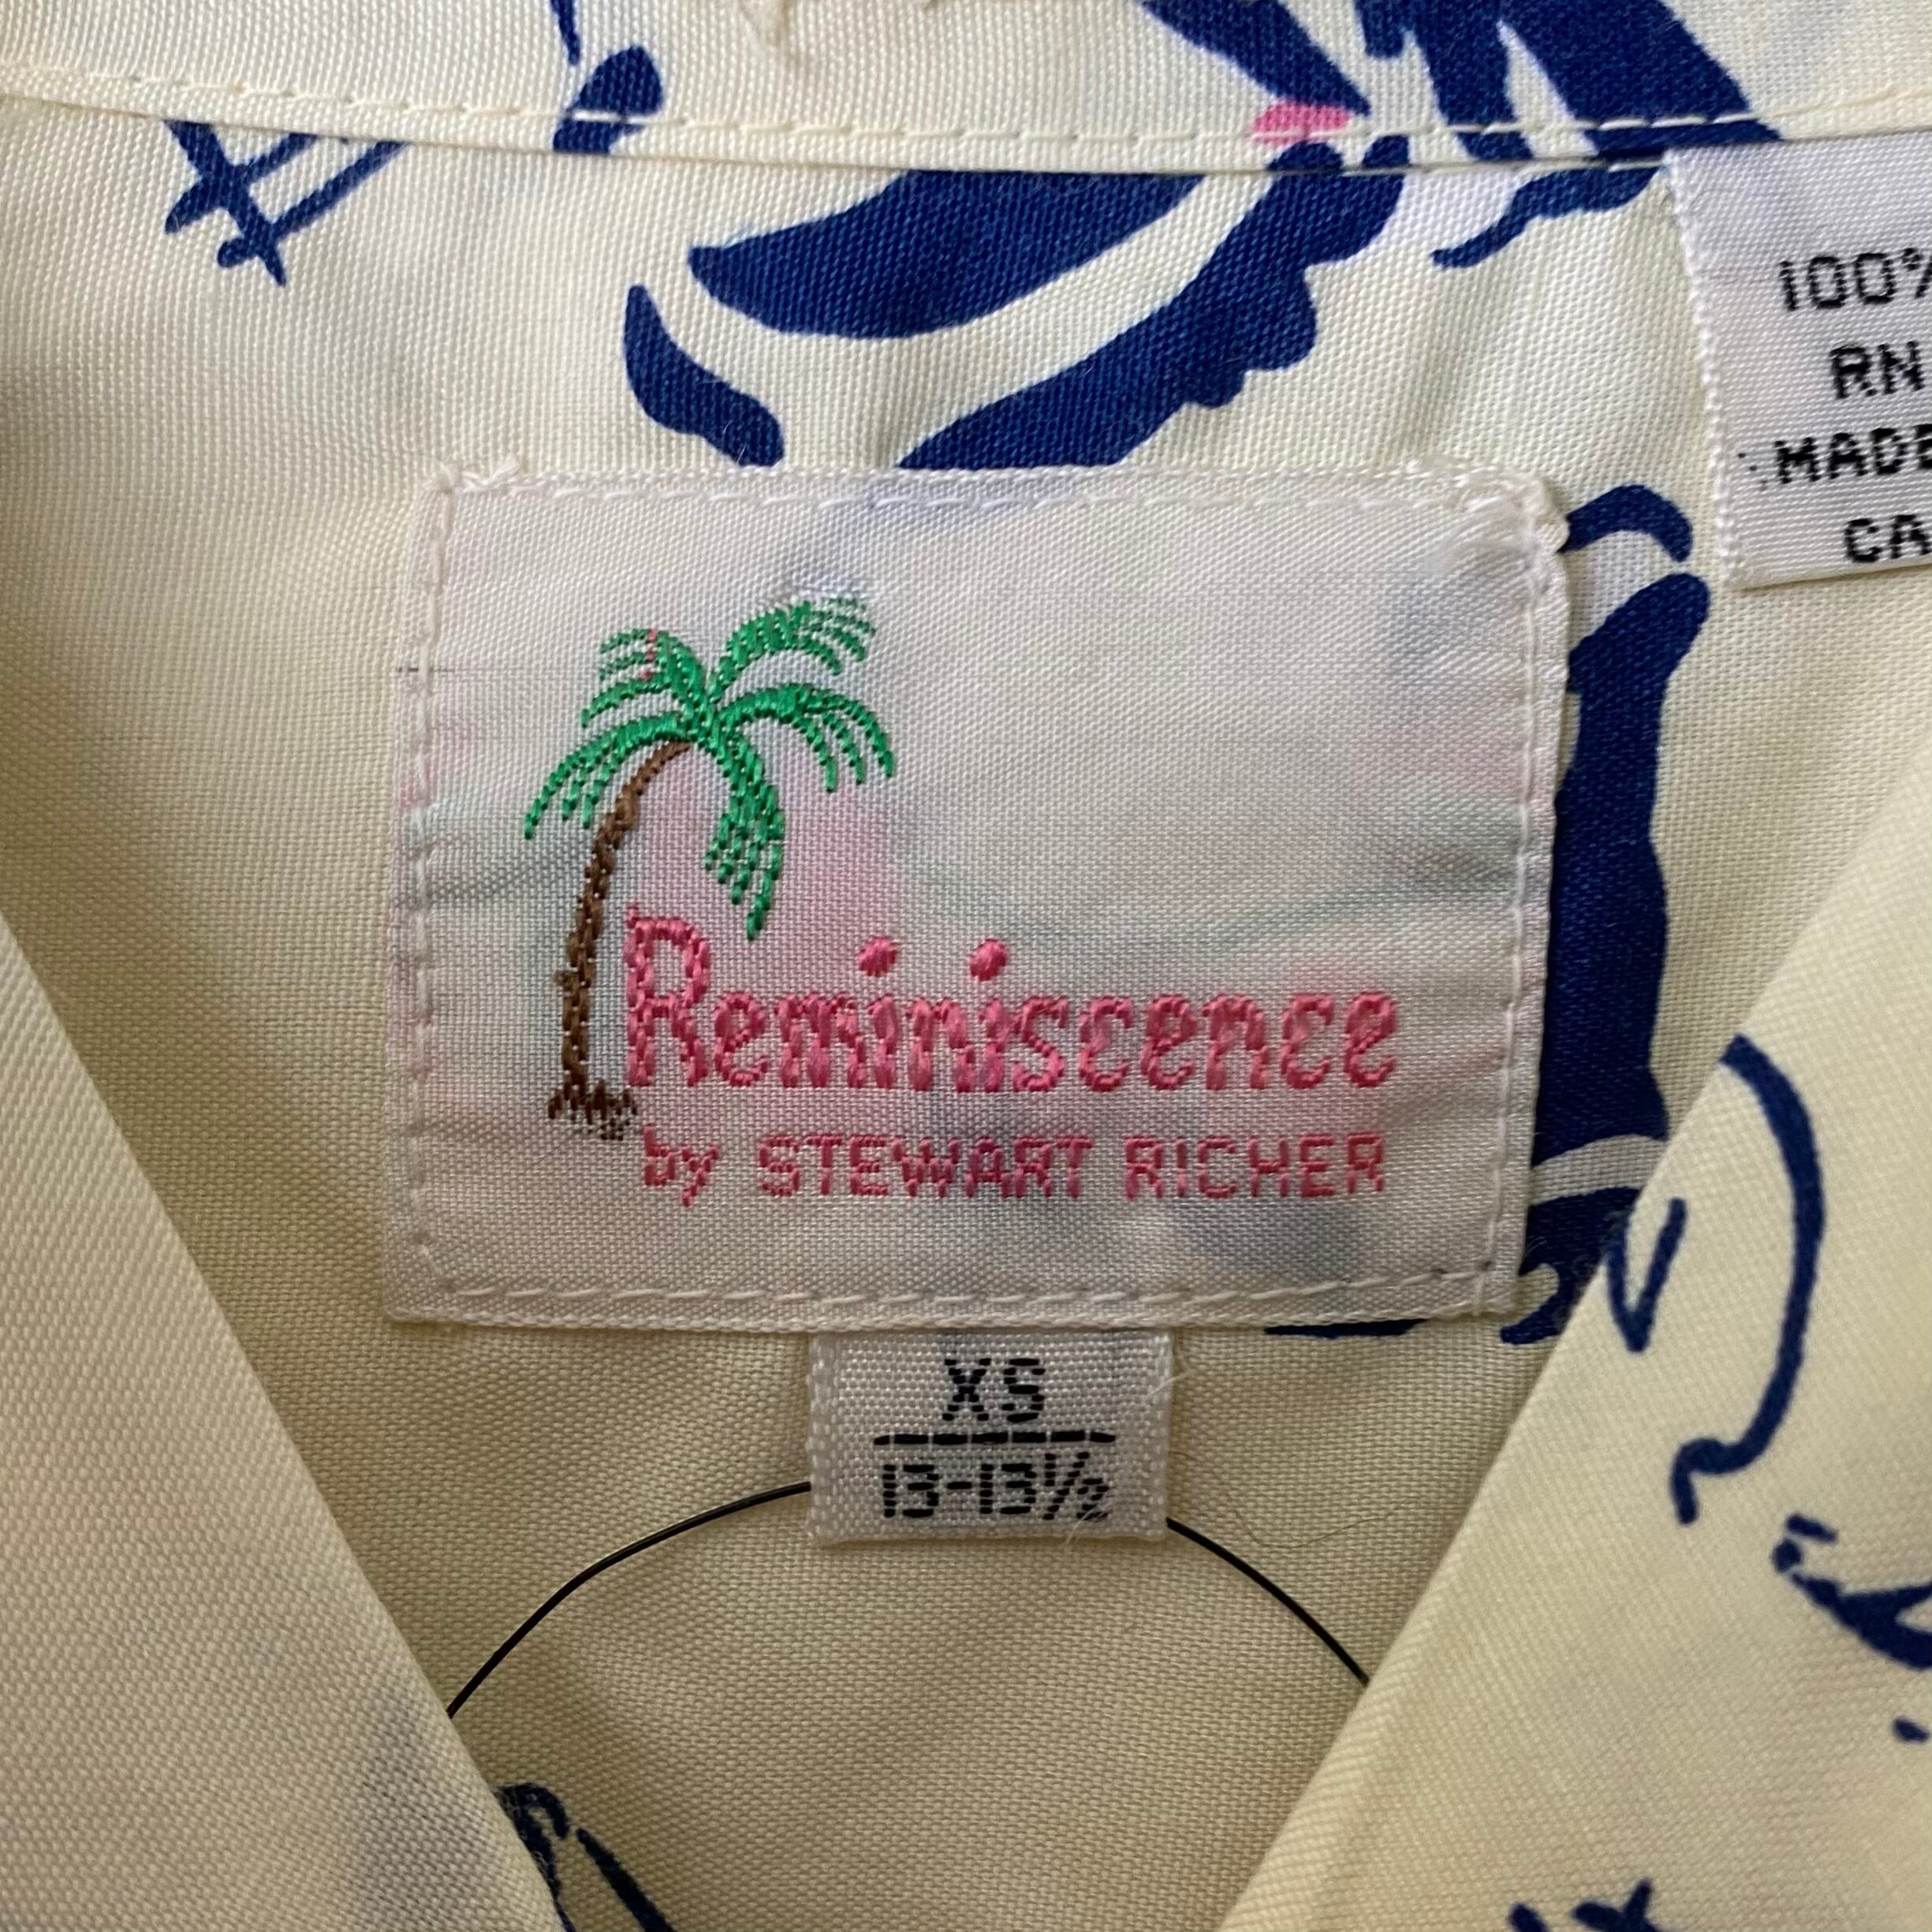 100%
RN
MADE
CA
Reminiscence
by STEWART RICHER
XS
13-13½